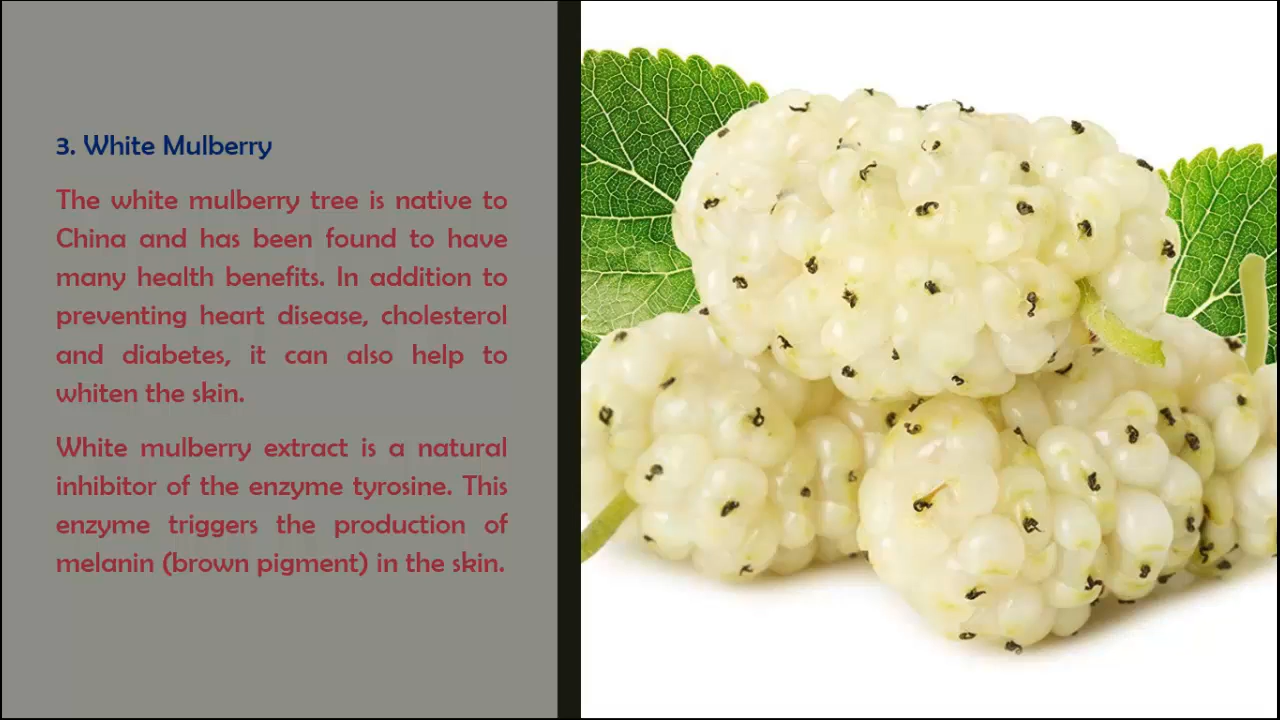 3. White Mulberry
The white mulberry tree is native to
China and has been found to have
many health benefits. In addition to
preventing heart disease, cholesterol
and diabetes, it can also help to
whiten the skin.
White mulberry extract is a natural
inhibitor of the enzyme tyrosine. This
enzyme triggers the production of
melanin (brown pigment) in the skin.